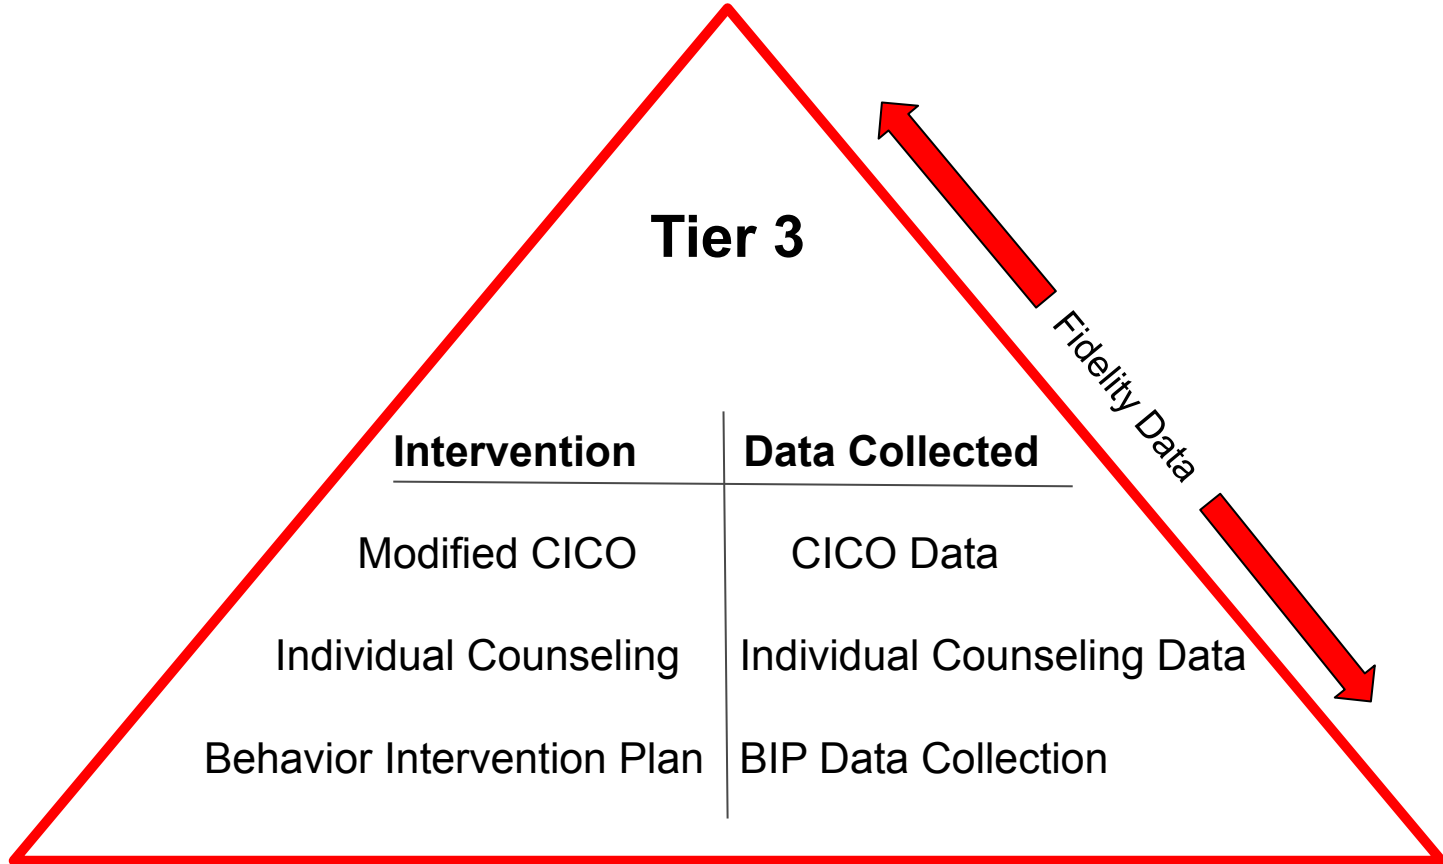 Tier 3
Fidelity Data
Intervention Data Collected
Modified CICO CICO Data
Individual Counseling Individual Counseling Data
Behavior Intervention Plan BIP Data Collection